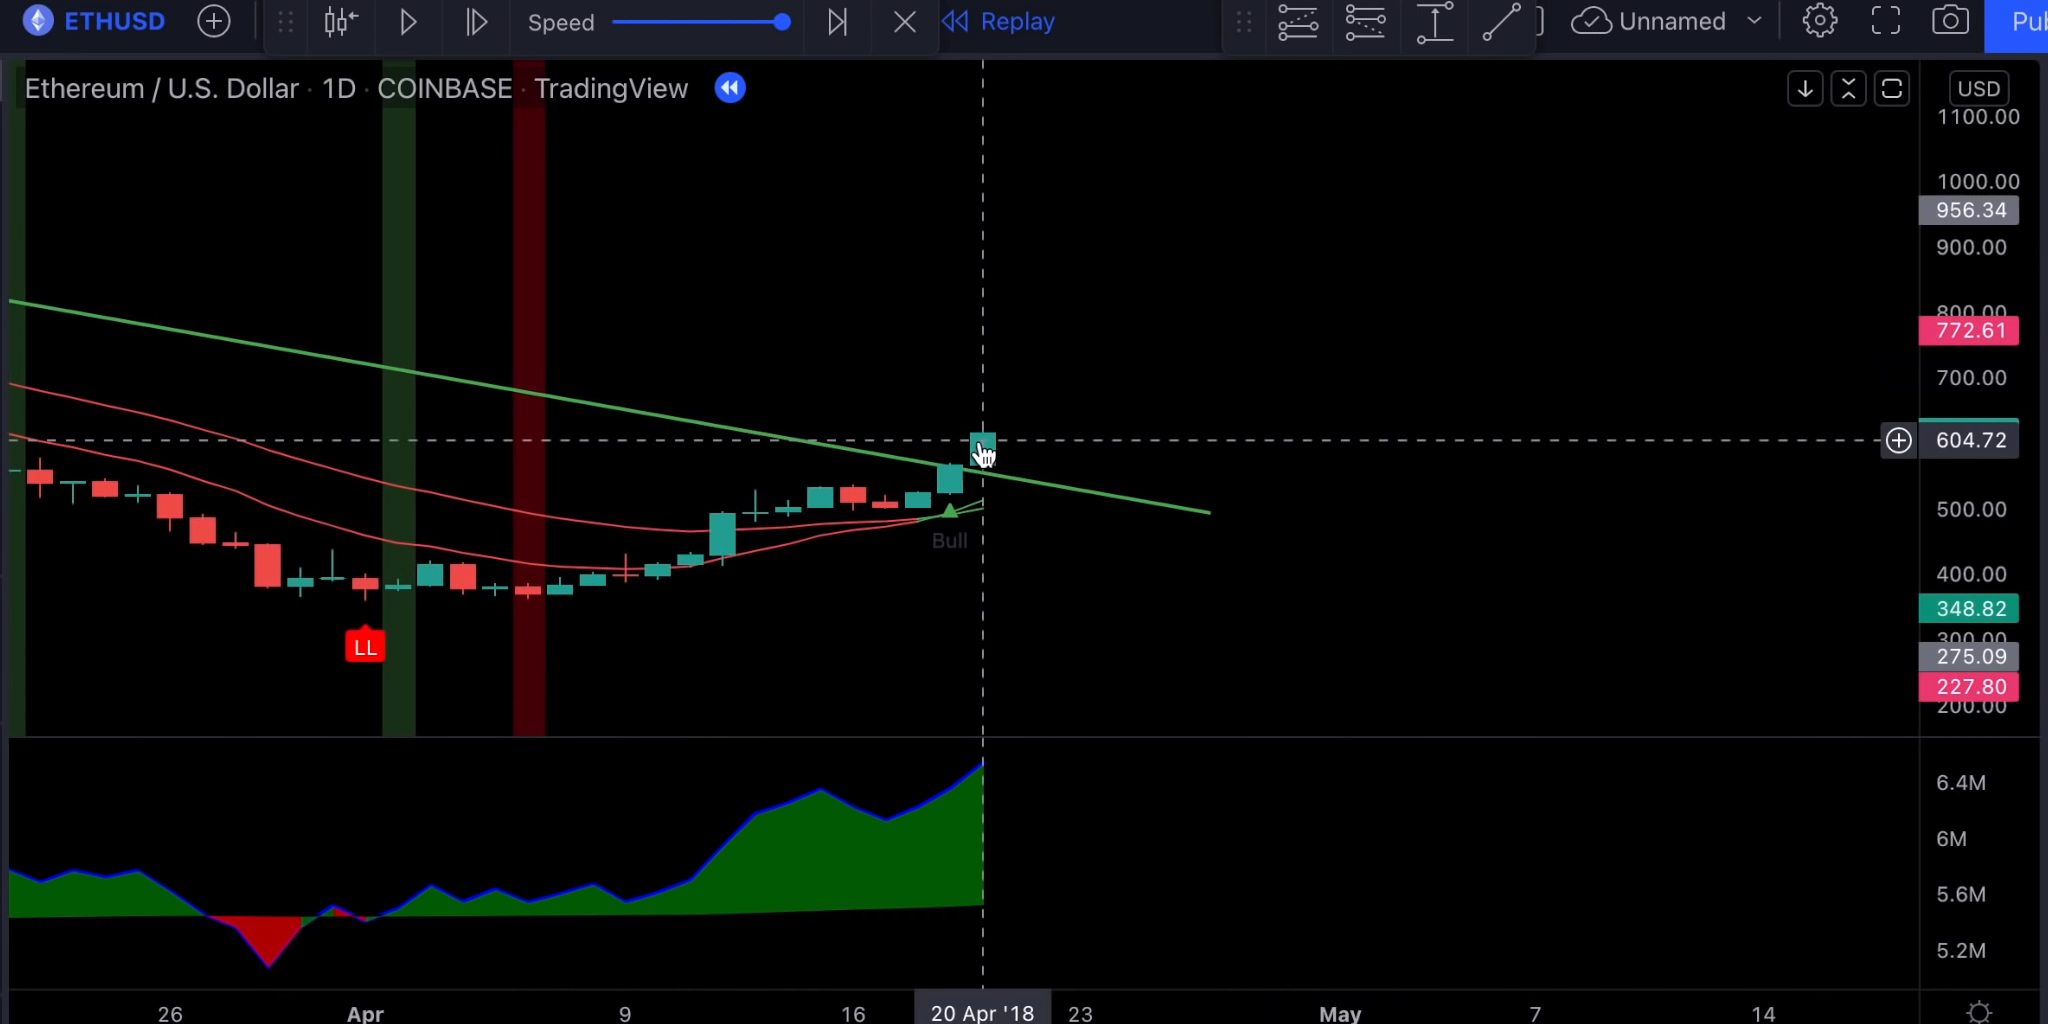 ETHUSD Speed Replay Unnamed Pu
Ethereum / U.S. Dollar · 1D · COINBASE · TradingView USD
1100.00
1000.00
956.34
900.00
800.00
772.61
700.00
604.72
500.00
Bull
400.00
348.82
300.00
LL
275.09
227.80
200.00
6.4M
6M
5.6M
5.2M
26 Apr 9 16 20 Apr '18 23 May 7 14